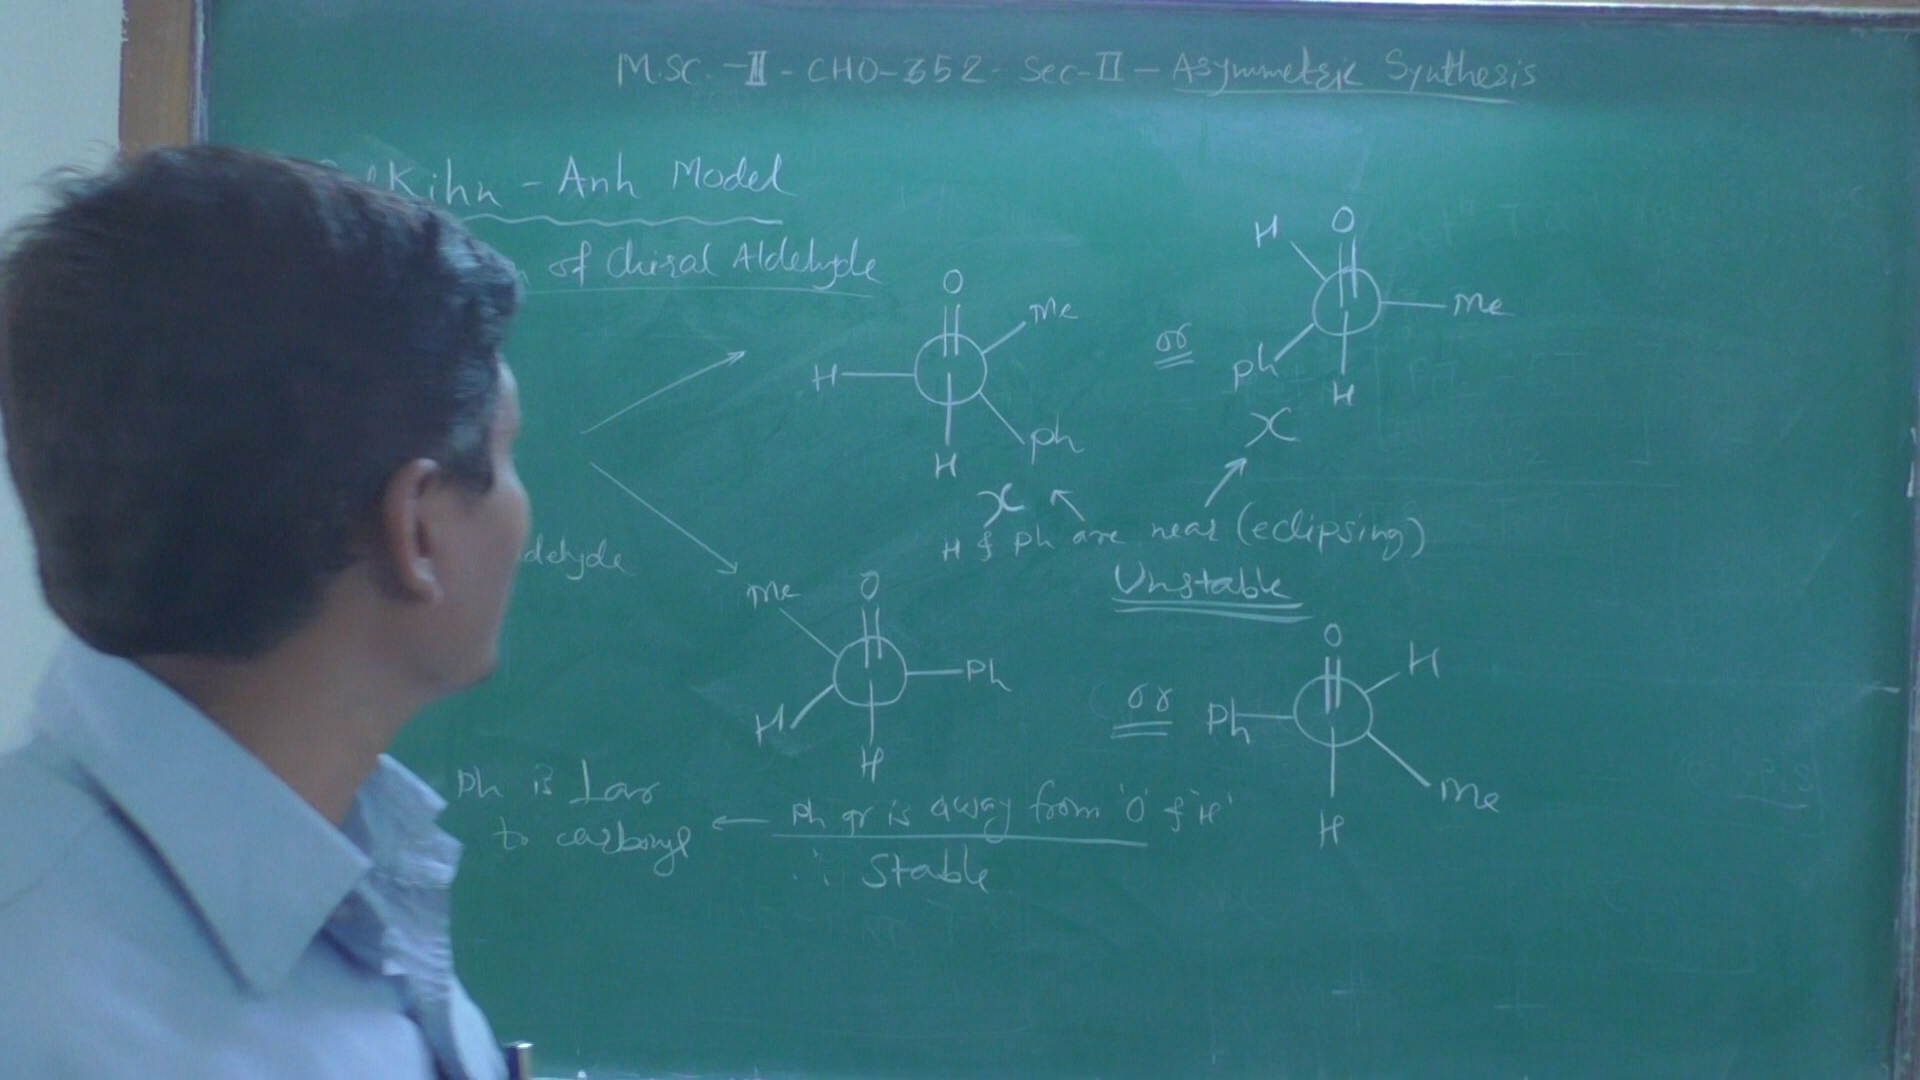 M.Sc.-II - CHO-352- Sec-II - Asymmetric Synthesis
Kihn - Anh Model
of Chiral Aldehyde
O
Me
H
Ph
H
X
or
H
O
Me
Ph
H
X
H & Ph are near (eclipsing)
Unstable
Me
O
Ph
H
H
or
O
H
Ph
Me
H
Ph is
to carbonyl ← Ph gr is away from 'O' & 'H'
∴ Stable